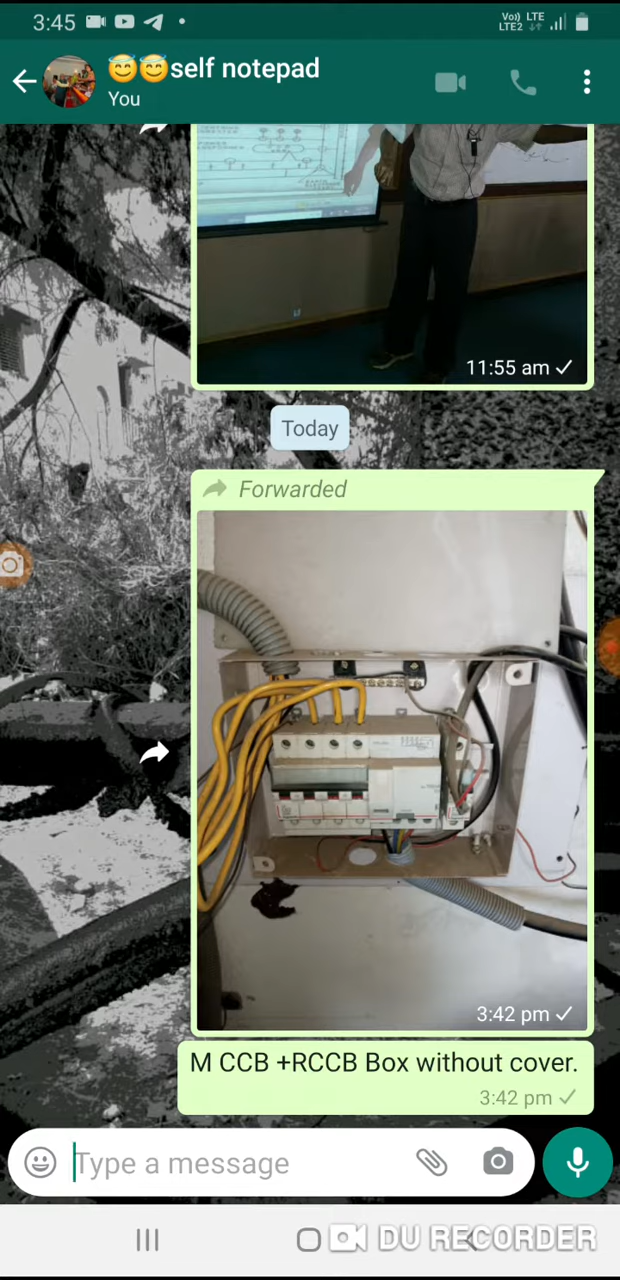 3:45
Vo) LTE
LTE2
😇😇self notepad
You
11:55 am
Today
Forwarded
3:42 pm
M CCB +RCCB Box without cover.
3:42 pm
Type a message
DU RECORDER